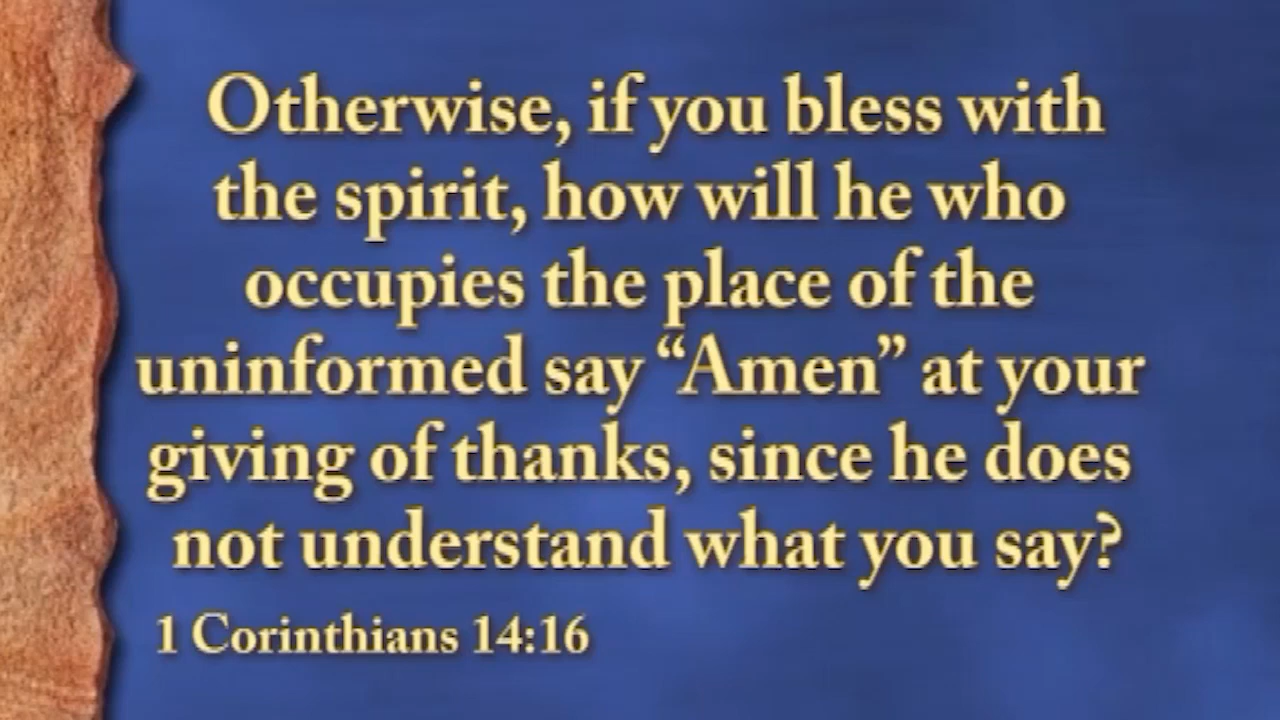 Otherwise, if you bless with
the spirit, how will he who
occupies the place of the
uninformed say “Amen” at your
giving of thanks, since he does
not understand what you say?
1 Corinthians 14:16